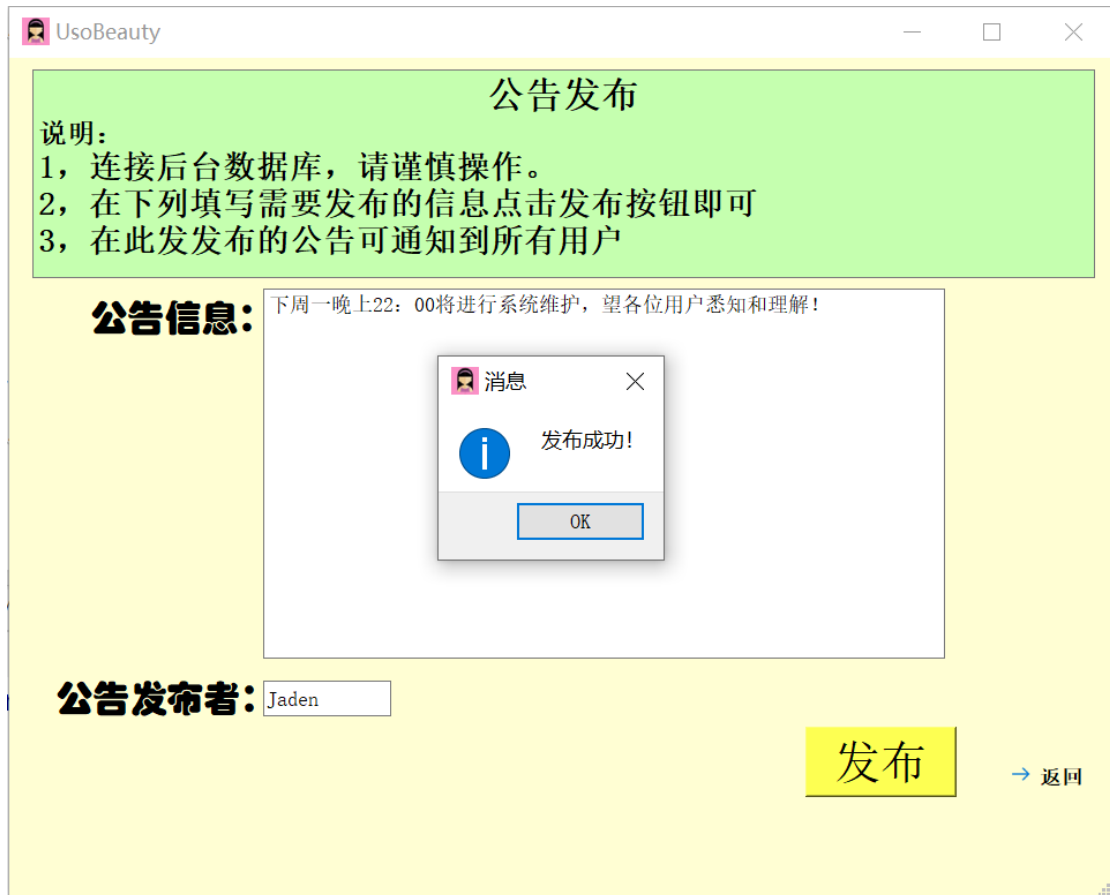 UsoBeauty
公告发布
说明：
1，连接后台数据库，请谨慎操作。
2，在下列填写需要发布的信息点击发布按钮即可
3，在此发发布的公告可通知到所有用户
公告信息：
下周一晚上22：00将进行系统维护，望各位用户悉知和理解！
消息
发布成功！
OK
公告发布者：
Jaden
发布
→ 返回